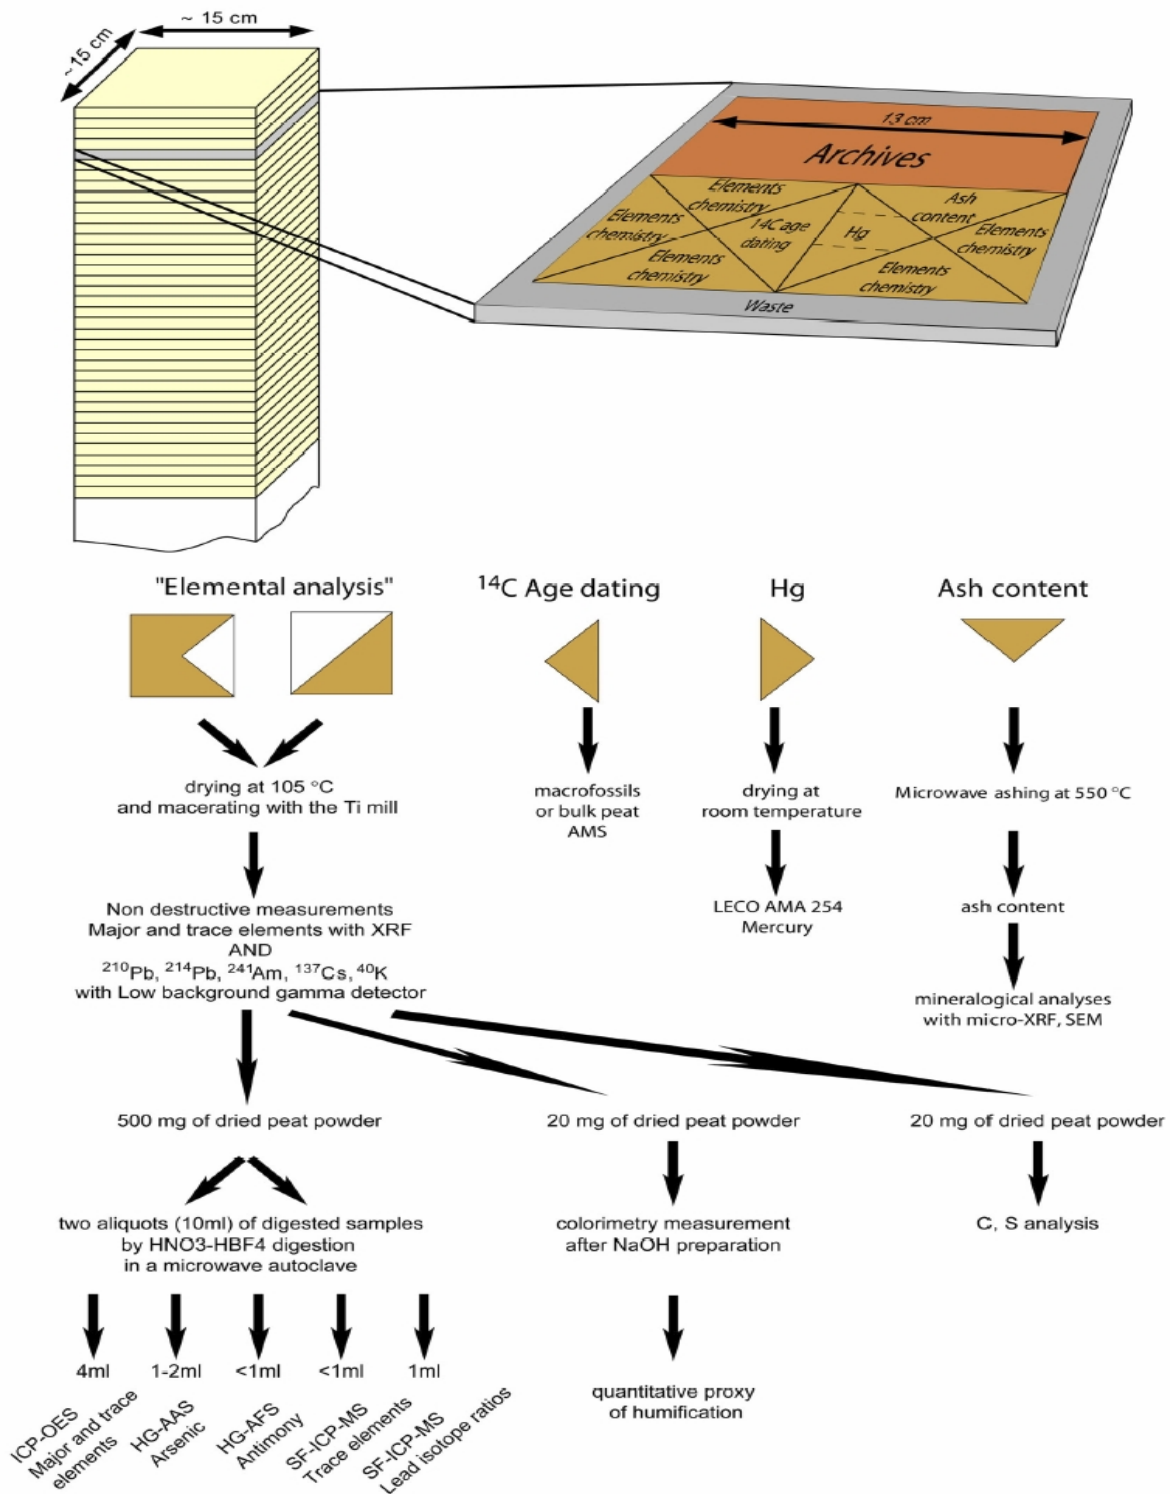 ~ 15 cm
~15 cm
13 cm
Archives
Elements
chemistry
Ash
content
Elements
chemistry
14C age
dating
Hg
Elements
chemistry
Elements
chemistry
Elements
chemistry
Waste
"Elemental analysis"
14C Age dating
Hg
Ash content
drying at 105 °C
and macerating with the Ti mill
macrofossils
or bulk peat
AMS
drying at
room temperature
Microwave ashing at 550 °C
Non destructive measurements
Major and trace elements with XRF
AND
210Pb, 214Pb, 241Am, 137Cs, 40K
with Low background gamma detector
LECO AMA 254
Mercury
ash content
mineralogical analyses
with micro-XRF, SEM
500 mg of dried peat powder
20 mg of dried peat powder
20 mg of dried peat powder
two aliquots (10ml) of digested samples
by HNO3-HBF4 digestion
in a microwave autoclave
colorimetry measurement
after NaOH preparation
C, S analysis
4ml
1-2ml
<1ml
<1ml
1ml
ICP-OES
Major and trace
elements
HG-AAS
Arsenic
HG-AFS
Antimony
SF-ICP-MS
Trace elements
SF-ICP-MS
Lead isotope ratios
quantitative proxy
of humification